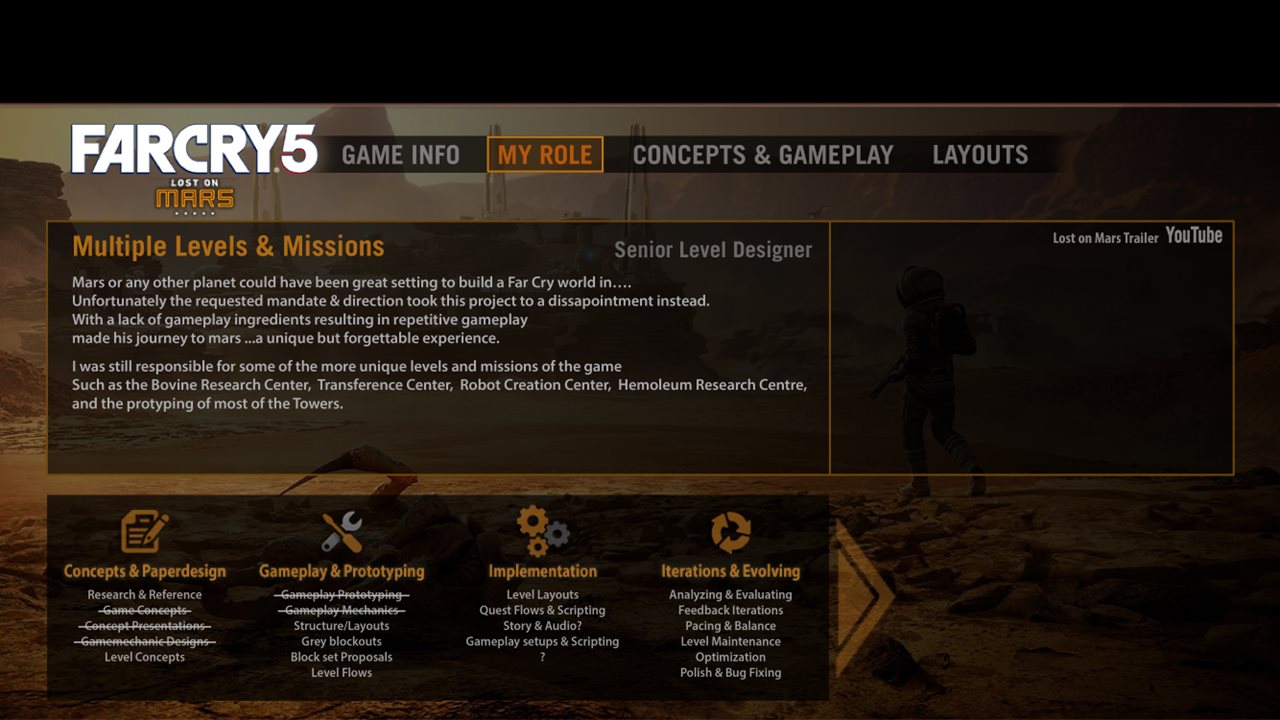 FARCRY 5
LOST ON
MARS
GAME INFO
MY ROLE
CONCEPTS & GAMEPLAY
LAYOUTS
Multiple Levels & Missions
Senior Level Designer
Lost on Mars Trailer YouTube
Mars or any other planet could have been great setting to build a Far Cry world in....
Unfortunately the requested mandate & direction took this project to a dissapointment instead.
With a lack of gameplay ingredients resulting in repetitive gameplay
made his journey to mars ...a unique but forgettable experience.
I was still responsible for some of the more unique levels and missions of the game
Such as the Bovine Research Center, Transference Center, Robot Creation Center, Hemoleum Research Centre,
and the protyping of most of the Towers.
Concepts & Paperdesign
Research & Reference
Game Concepts
Concept Presentations
Gamemechanic Designs
Level Concepts
Gameplay & Prototyping
Gameplay Prototyping
Gameplay Mechanics
Structure/Layouts
Grey blockouts
Block set Proposals
Level Flows
Implementation
Level Layouts
Quest Flows & Scripting
Story & Audio?
Gameplay setups & Scripting
?
Iterations & Evolving
Analyzing & Evaluating
Feedback Iterations
Pacing & Balance
Level Maintenance
Optimization
Polish & Bug Fixing